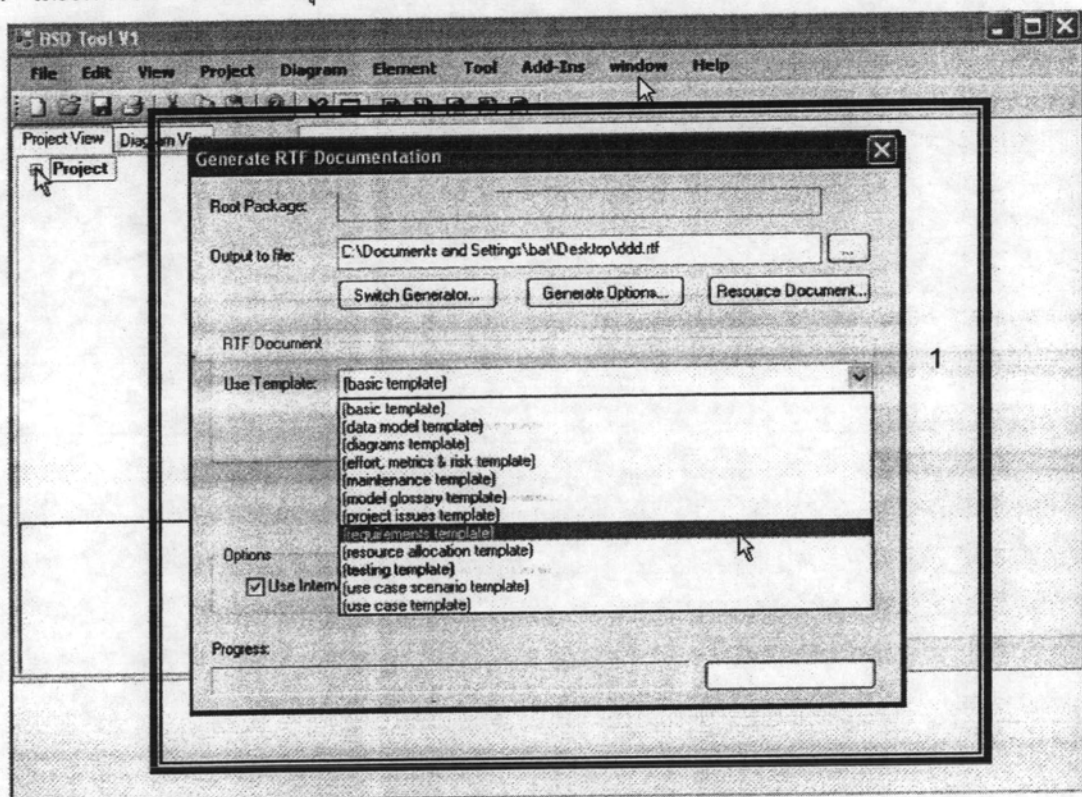 BSD Tool V1
File Edit View Project Diagram Element Tool Add-Ins window Help
Project View Diagram
Project
Generate RTF Documentation
Root Package:
Output to file: C:\Documents and Settings\bal\Desktop\ddd.rtf ...
Switch Generator... Generate Options... Resource Document...
RTF Document
1
Use Template: (basic template)
(basic template)
(data model template)
(diagrams template)
(effort, metrics & risk template)
(maintenance template)
(model glossary template)
(project issues template)
(requirements template)
Options
(resource allocation template)
(testing template)
Use Intern
(use case scenario template)
(use case template)
Progress: